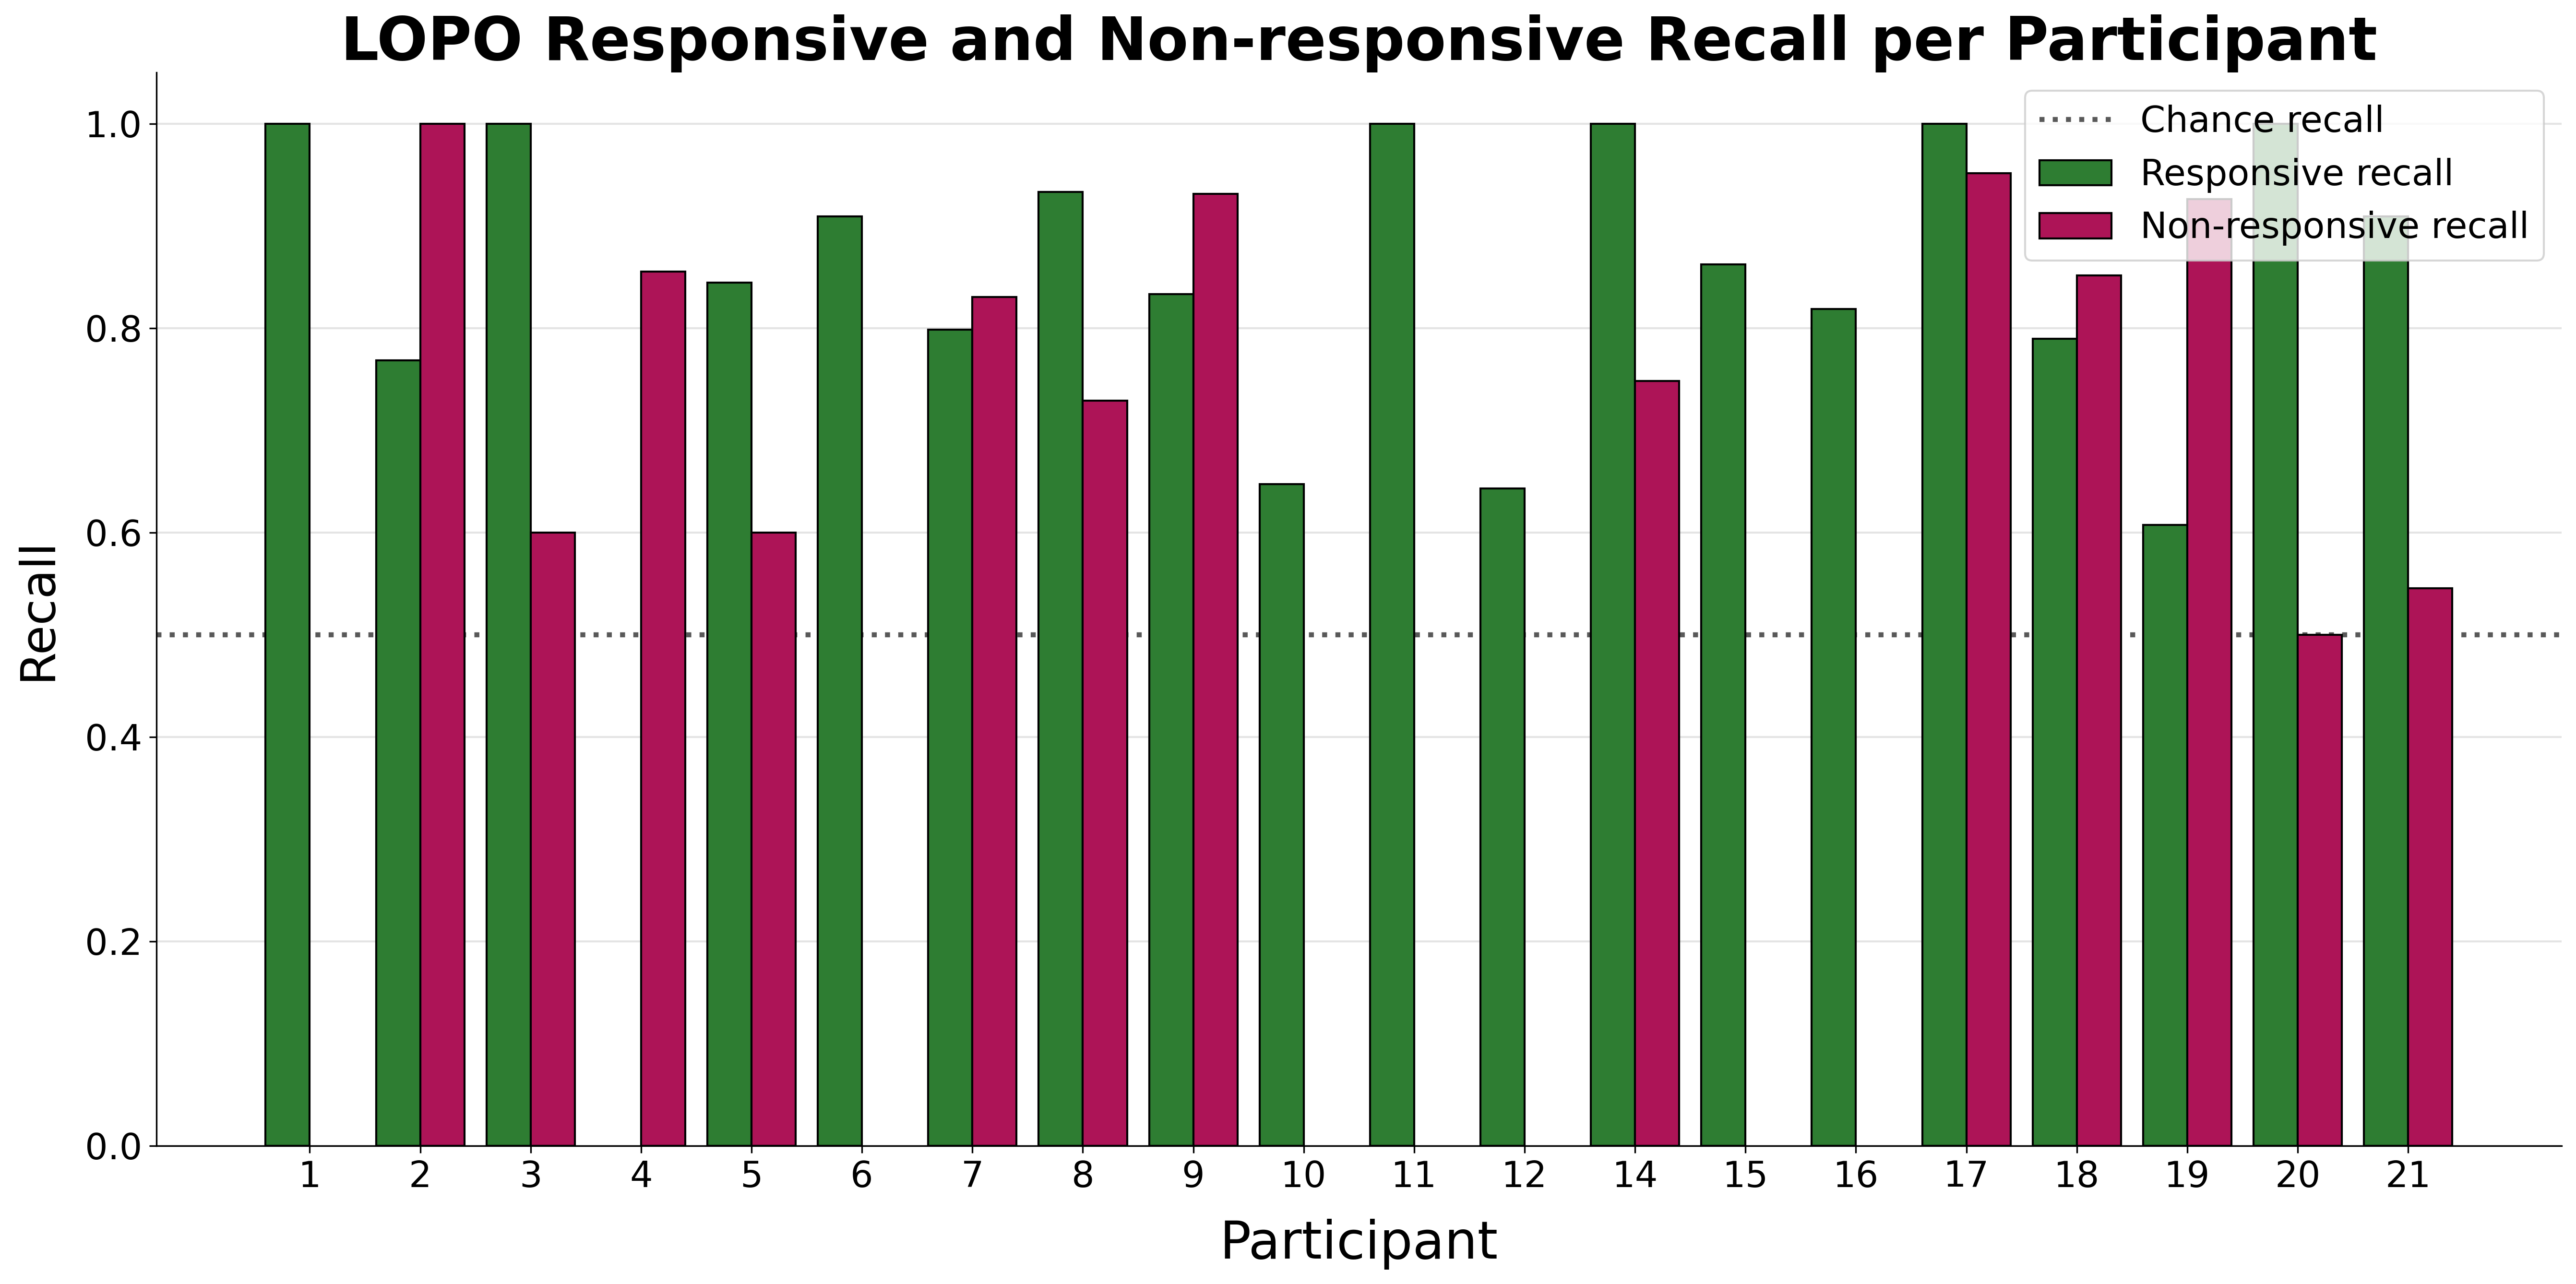 LOPO Responsive and Non-responsive Recall per Participant
Chance recall
Responsive recall
Non-responsive recall
1.0
0.8
0.6
0.4
0.2
0.0
Recall
1 2 3 4 5 6 7 8 9 10 11 12 14 15 16 17 18 19 20 21
Participant